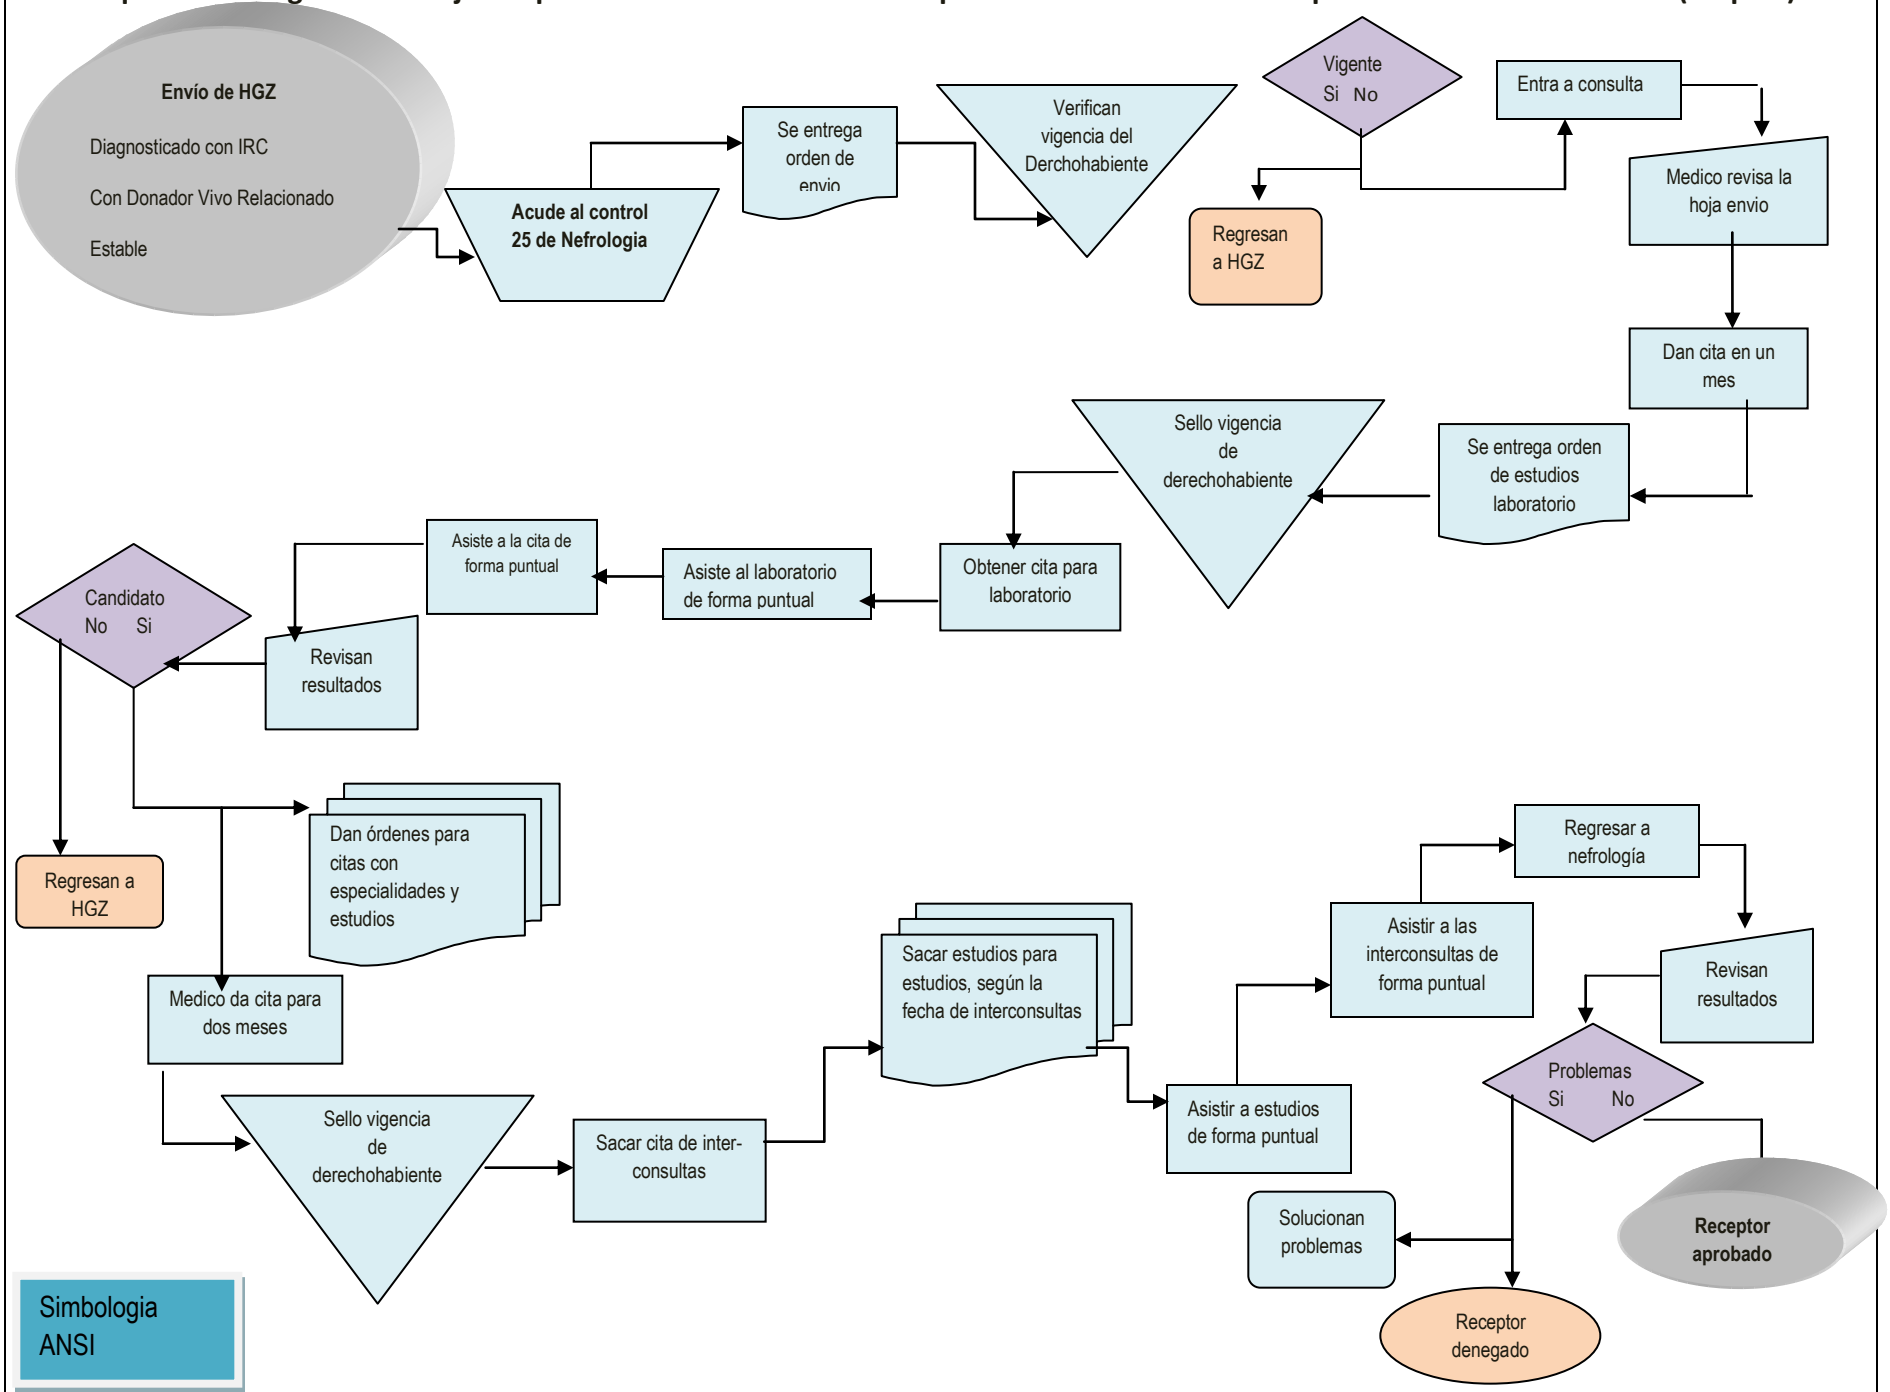 Envío de HGZ
Diagnosticado con IRC
Con Donador Vivo Relacionado
Estable
Acude al control
25 de Nefrologia
Se entrega
orden de
envio
Verifican
vigencia del
Derchohabiente
Vigente
Si No
Regresan
a HGZ
Entra a consulta
Medico revisa la
hoja envio
Dan cita en un
mes
Se entrega orden
de estudios
laboratorio
Sello vigencia
de
derechohabiente
Obtener cita para
laboratorio
Asiste al laboratorio
de forma puntual
Asiste a la cita de
forma puntual
Revisan
resultados
Candidato
No Si
Regresan a
HGZ
Dan órdenes para
citas con
especialidades y
estudios
Medico da cita para
dos meses
Sello vigencia
de
derechohabiente
Sacar cita de inter-
consultas
Sacar estudios para
estudios, según la
fecha de interconsultas
Asistir a estudios
de forma puntual
Asistir a las
interconsultas de
forma puntual
Regresar a
nefrología
Revisan
resultados
Problemas
Si No
Solucionan
problemas
Receptor
denegado
Receptor
aprobado
Simbologia
ANSI